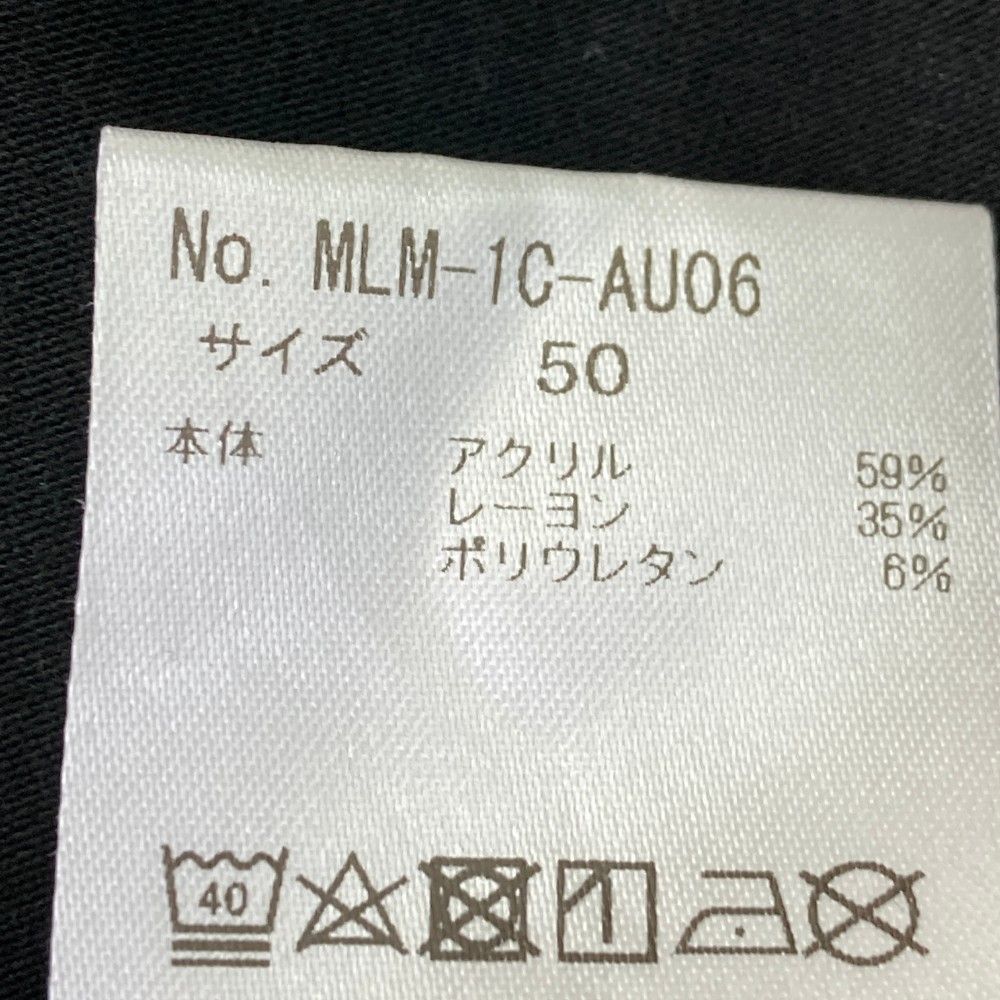 No. MLM-1C-AU06
サイズ 50
本体 アクリル 59%
レーヨン 35%
ポリウレタン 6%
40